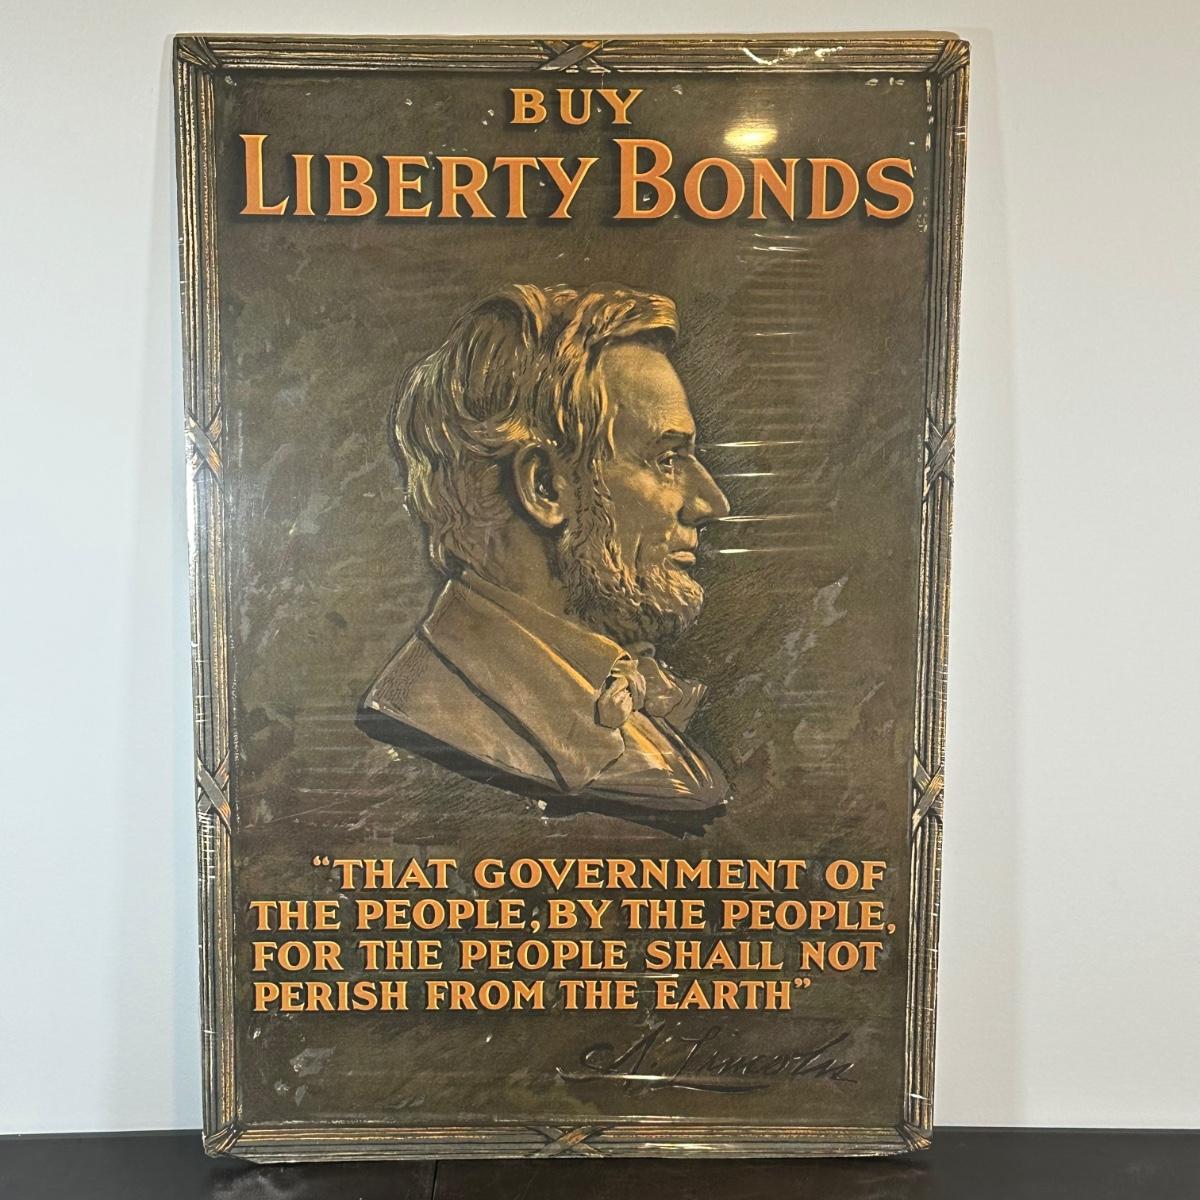 BUY
LIBERTY BONDS
"THAT GOVERNMENT OF
THE PEOPLE, BY THE PEOPLE,
FOR THE PEOPLE SHALL NOT
PERISH FROM THE EARTH"
A. Lincoln